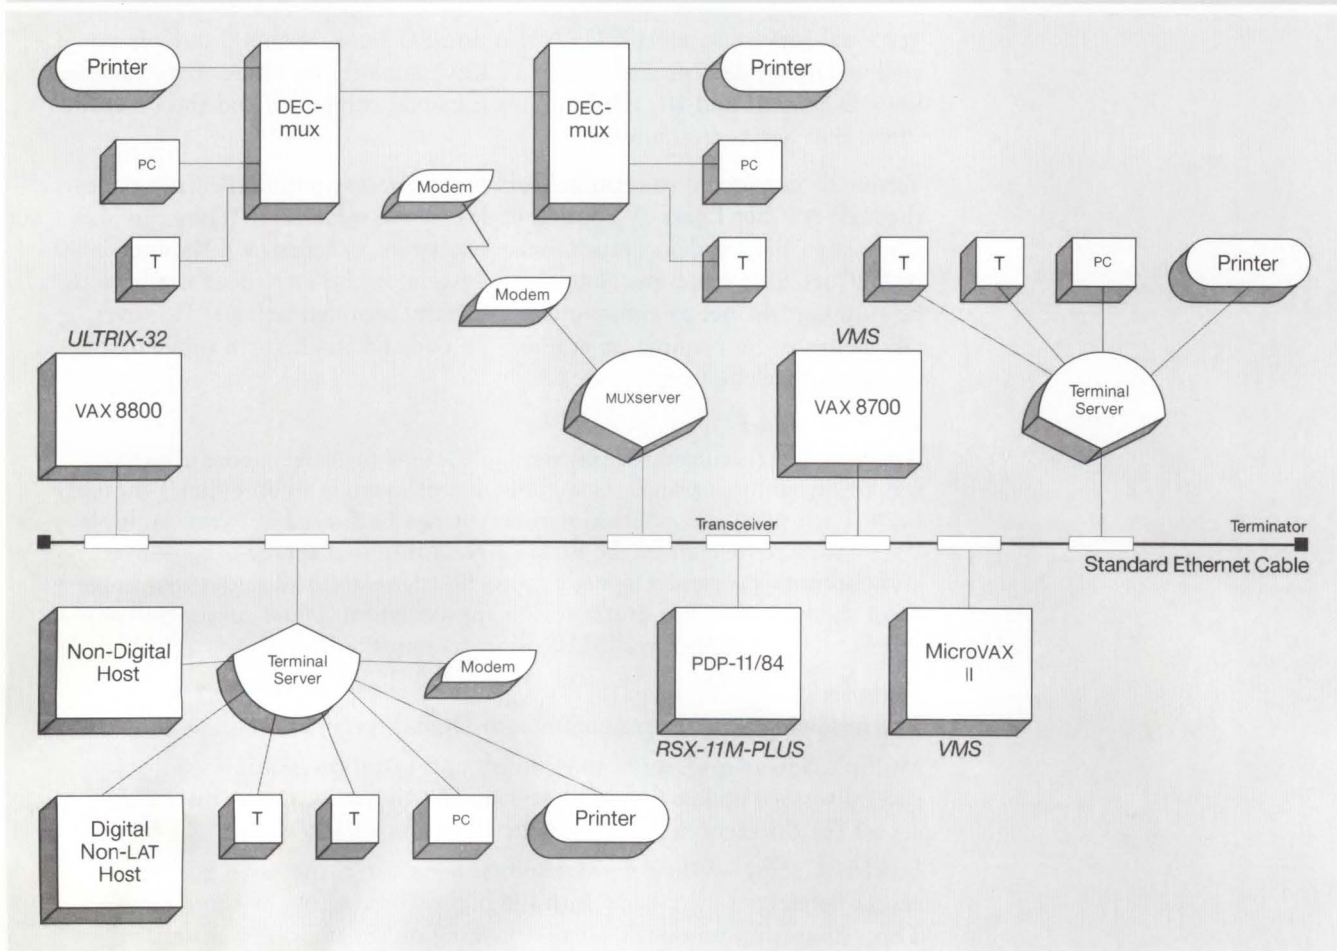 Printer
DEC-
mux
DEC-
mux
Printer
PC
Modem
PC
T
Modem
T
T
T
PC
Printer
ULTRIX-32
VMS
VAX 8800
MUXserver
VAX 8700
Terminal
Server
Transceiver
Terminator
Standard Ethernet Cable
Non-Digital
Host
Terminal
Server
Modem
PDP-11/84
MicroVAX
II
RSX-11M-PLUS
VMS
Digital
Non-LAT
Host
T
T
PC
Printer